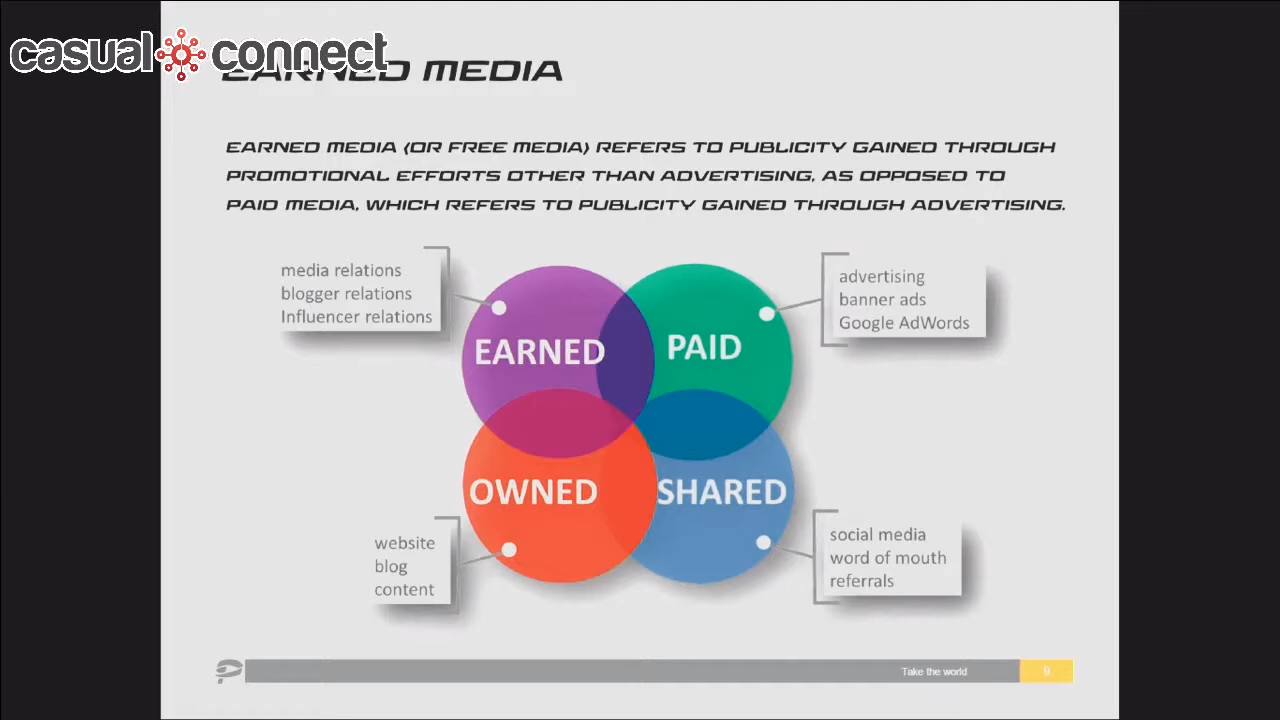 casual connect
EARNED MEDIA
EARNED MEDIA (OR FREE MEDIA) REFERS TO PUBLICITY GAINED THROUGH
PROMOTIONAL EFFORTS OTHER THAN ADVERTISING, AS OPPOSED TO
PAID MEDIA, WHICH REFERS TO PUBLICITY GAINED THROUGH ADVERTISING.
media relations
blogger relations
Influencer relations
advertising
banner ads
Google AdWords
EARNED
PAID
OWNED
SHARED
website
blog
content
social media
word of mouth
referrals
Take the world
9